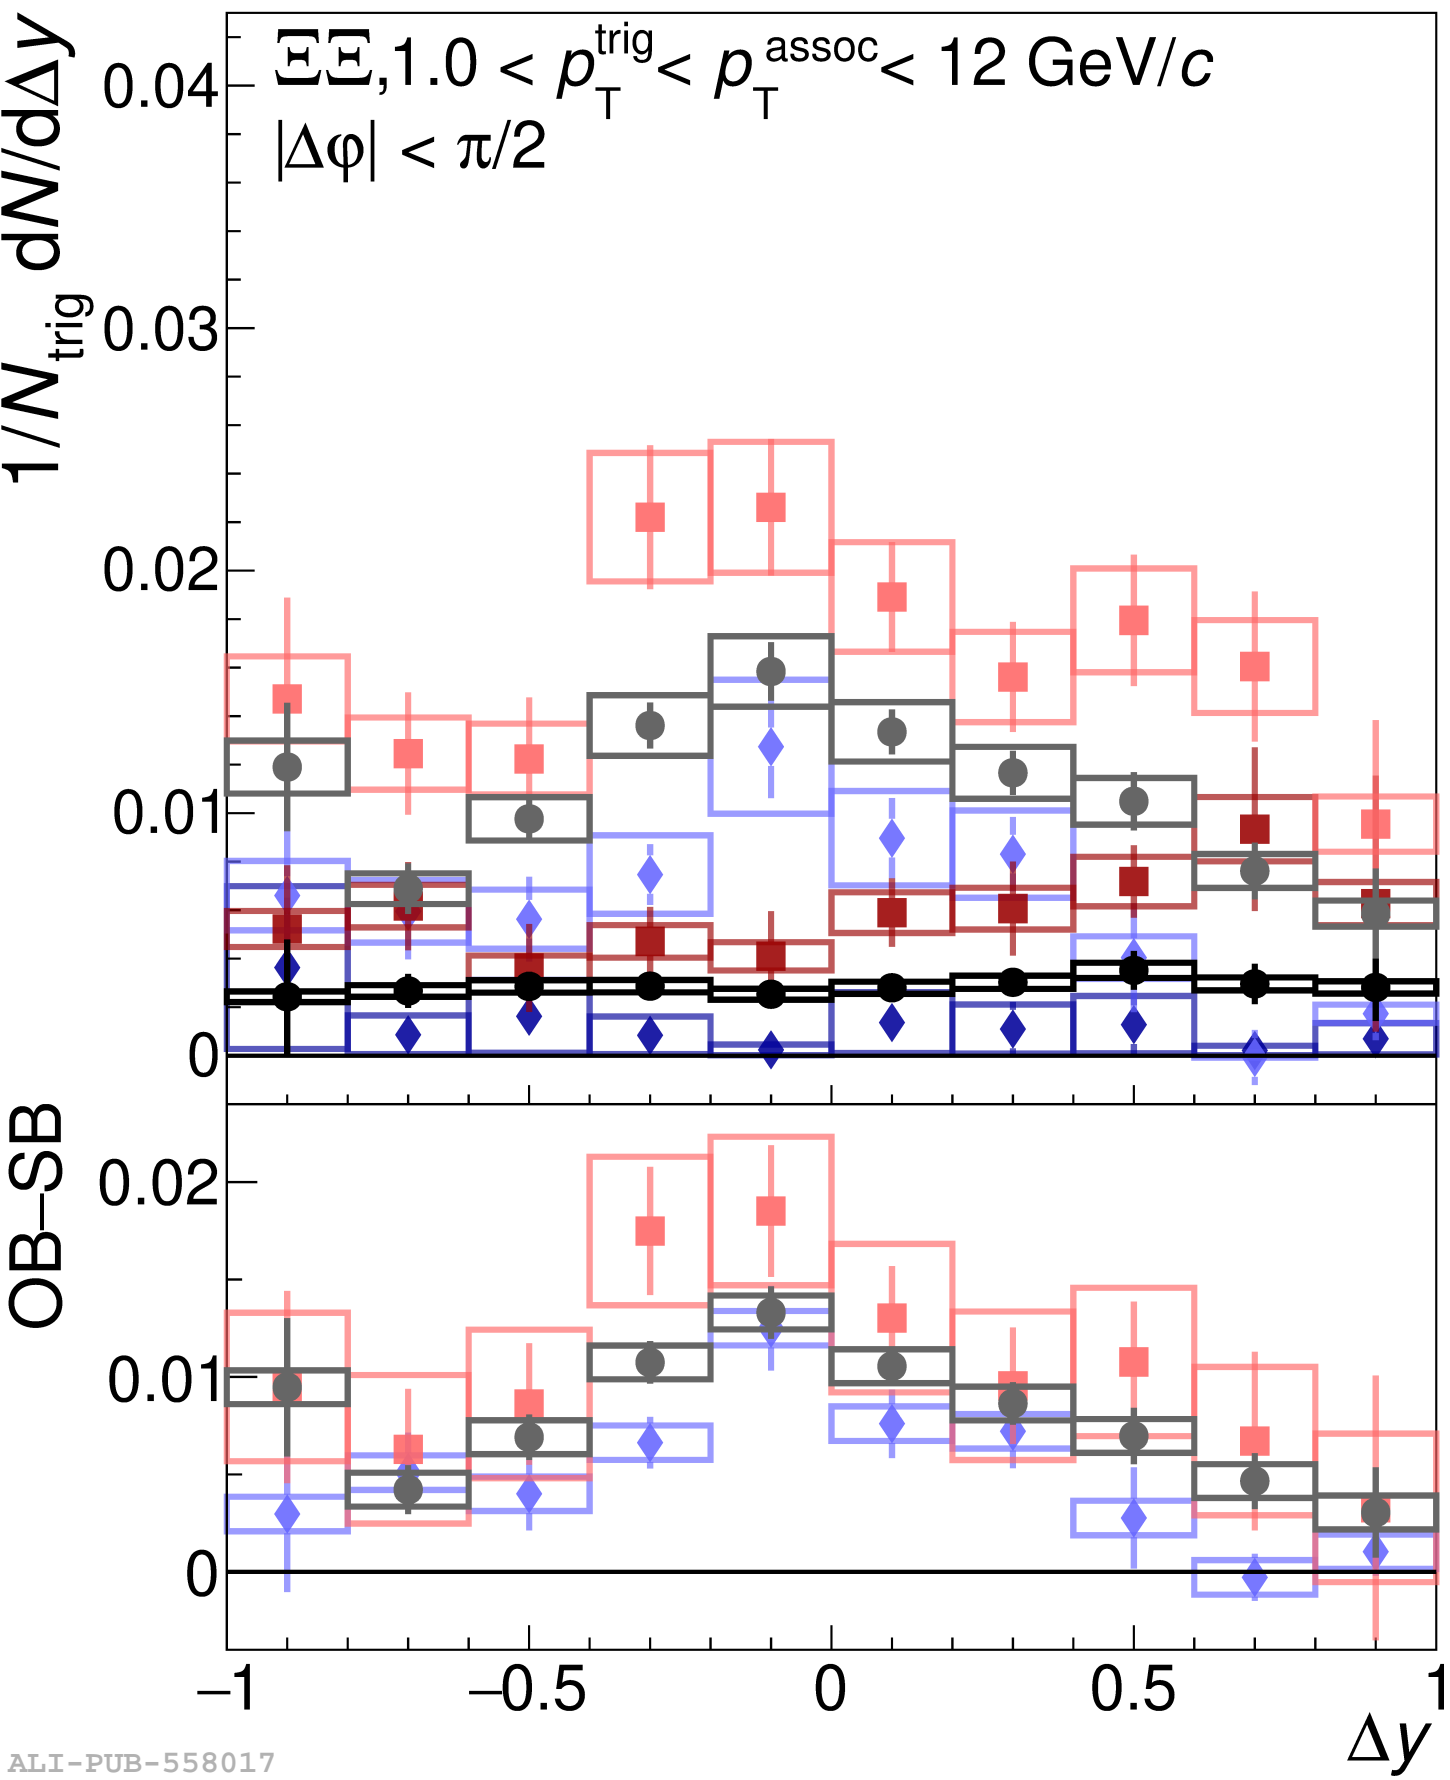 1/N_trig dN/dΔy
ΞΞ,1.0 < p_T^trig < p_T^assoc < 12 GeV/c
|Δφ| < π/2
0.04
0.03
0.02
0.01
0
OB–SB
0.02
0.01
0
–1 –0.5 0 0.5 1
Δy
ALI-PUB-558017